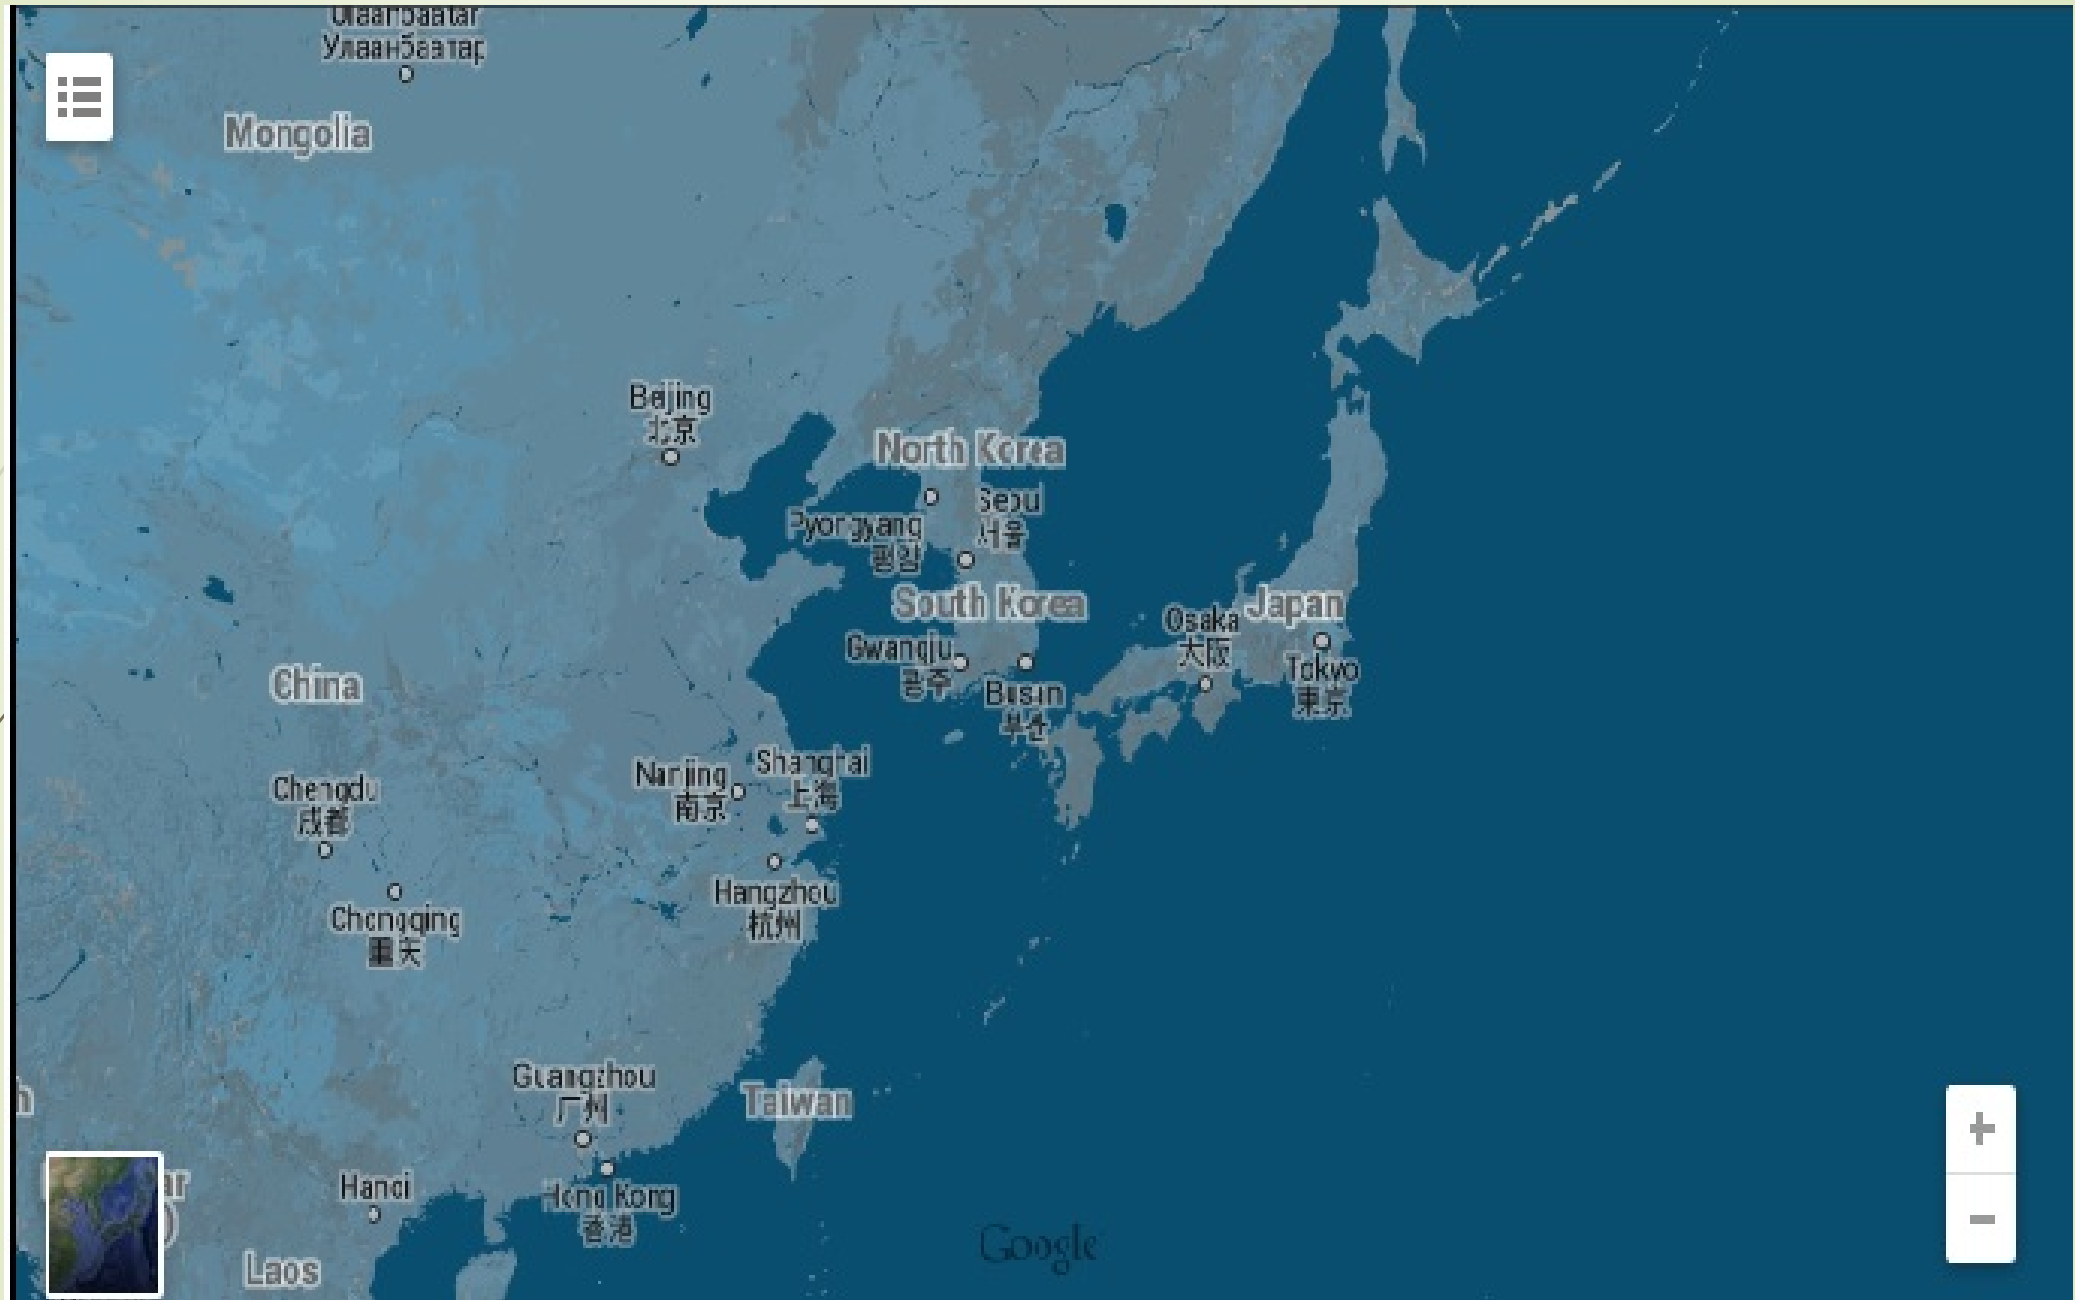 Ulaanbaatar
Улаанбаатар
Mongolia
Beijing
北京
North Korea
Seoul
서울
Pyongyang
평양
South Korea
Japan
Osaka
大阪
Gwangju
광주
Tokyo
東京
Busan
부산
China
Shanghai
上海
Nanjing
南京
Chengdu
成都
Hangzhou
杭州
Chongqing
重庆
Guangzhou
广州
Taiwan
h
ar
Hanoi
Hong Kong
香港
)
Google
Laos